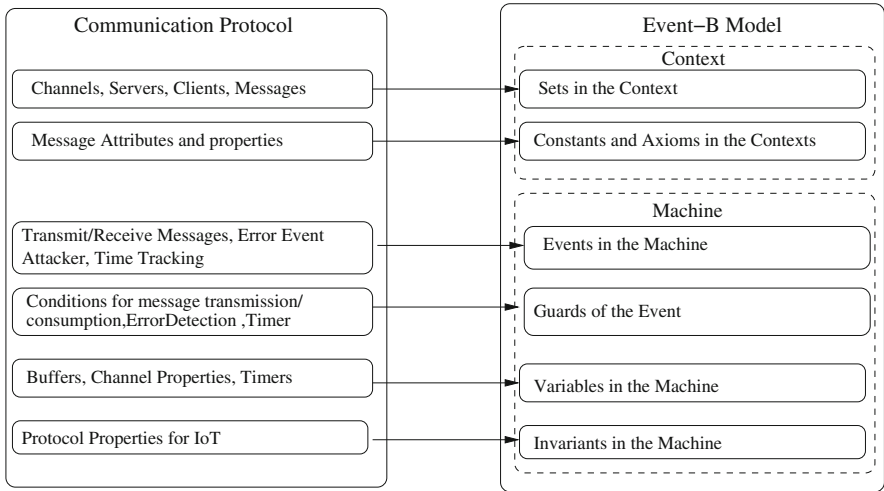 Communication Protocol
Channels, Servers, Clients, Messages
Message Attributes and properties
Transmit/Receive Messages, Error Event
Attacker, Time Tracking
Conditions for message transmission/
consumption,ErrorDetection ,Timer
Buffers, Channel Properties, Timers
Protocol Properties for IoT
Event−B Model
Context
Sets in the Context
Constants and Axioms in the Contexts
Machine
Events in the Machine
Guards of the Event
Variables in the Machine
Invariants in the Machine